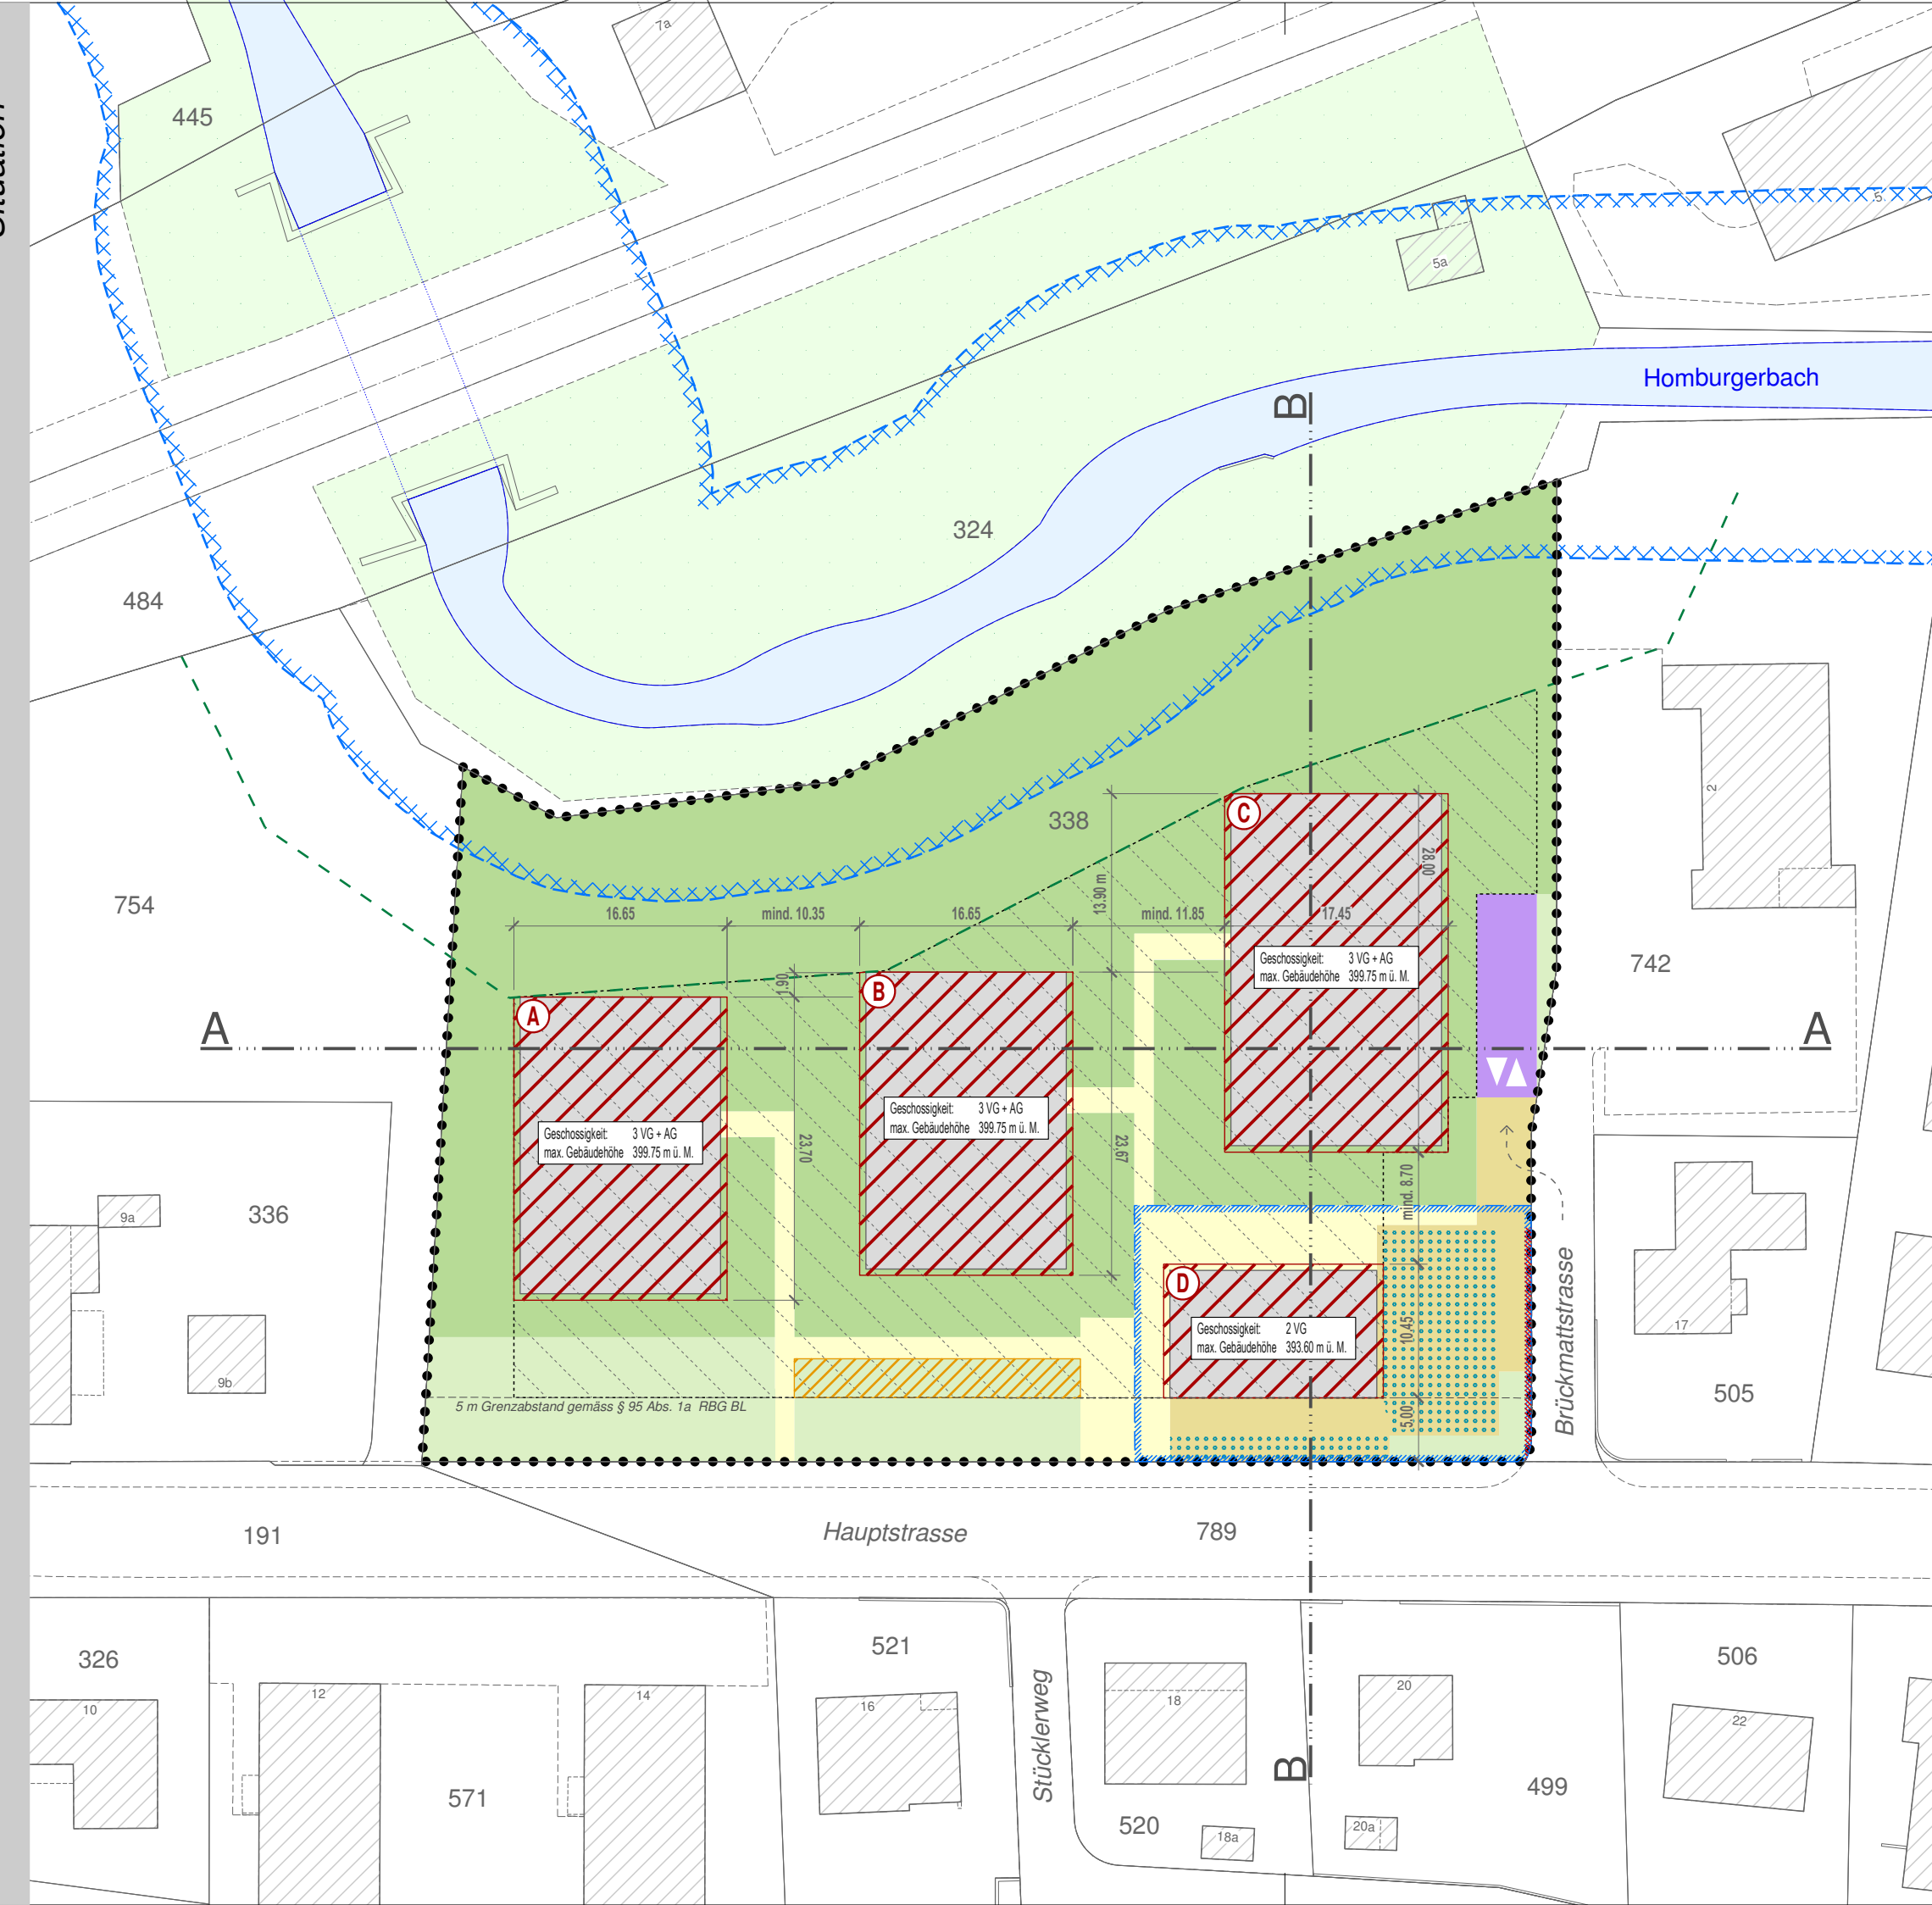 Situation
7a
445
5
5a
Homburgerbach
B
324
484
2
338
C
28.00
13.90 m
754
16.65
mind. 10.35
16.65
mind. 11.85
17.45
742
Geschossigkeit: 3 VG + AG
max. Gebäudehöhe 399.75 m ü. M.
1.90
B
A
A
A
Geschossigkeit: 3 VG + AG
max. Gebäudehöhe 399.75 m ü. M.
Geschossigkeit: 3 VG + AG
max. Gebäudehöhe 399.75 m ü. M.
23.70
23.67
mind. 8.70
9a
336
D
Geschossigkeit: 2 VG
max. Gebäudehöhe 393.60 m ü. M.
10.45
Brückmattstrasse
17
9b
505
5 m Grenzabstand gemäss § 95 Abs. 1a RBG BL
5.00
191
Hauptstrasse
789
326
521
506
10
12
14
16
Stücklerweg
18
20
22
B
571
499
520
18a
20a